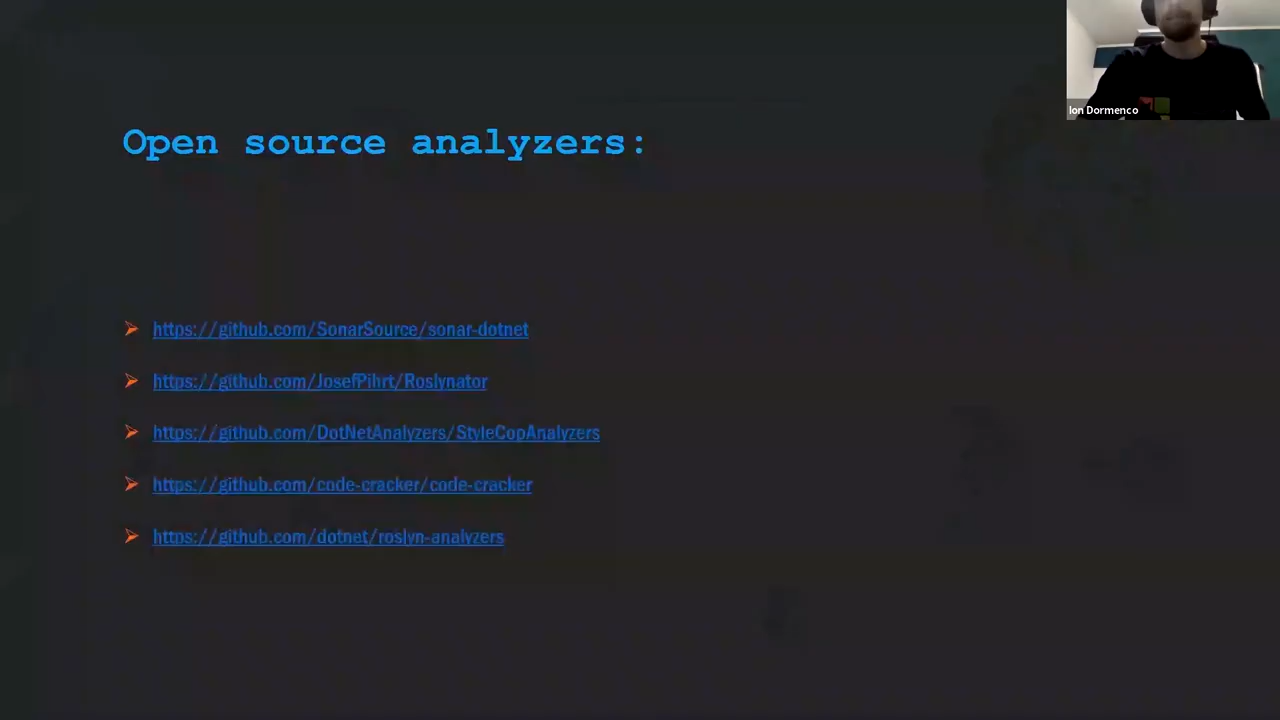 Open source analyzers:
https://github.com/SonarSource/sonar-dotnet
https://github.com/JosefPihrt/Roslynator
https://github.com/DotNetAnalyzers/StyleCopAnalyzers
https://github.com/code-cracker/code-cracker
https://github.com/dotnet/roslyn-analyzers
Ion Dormenco